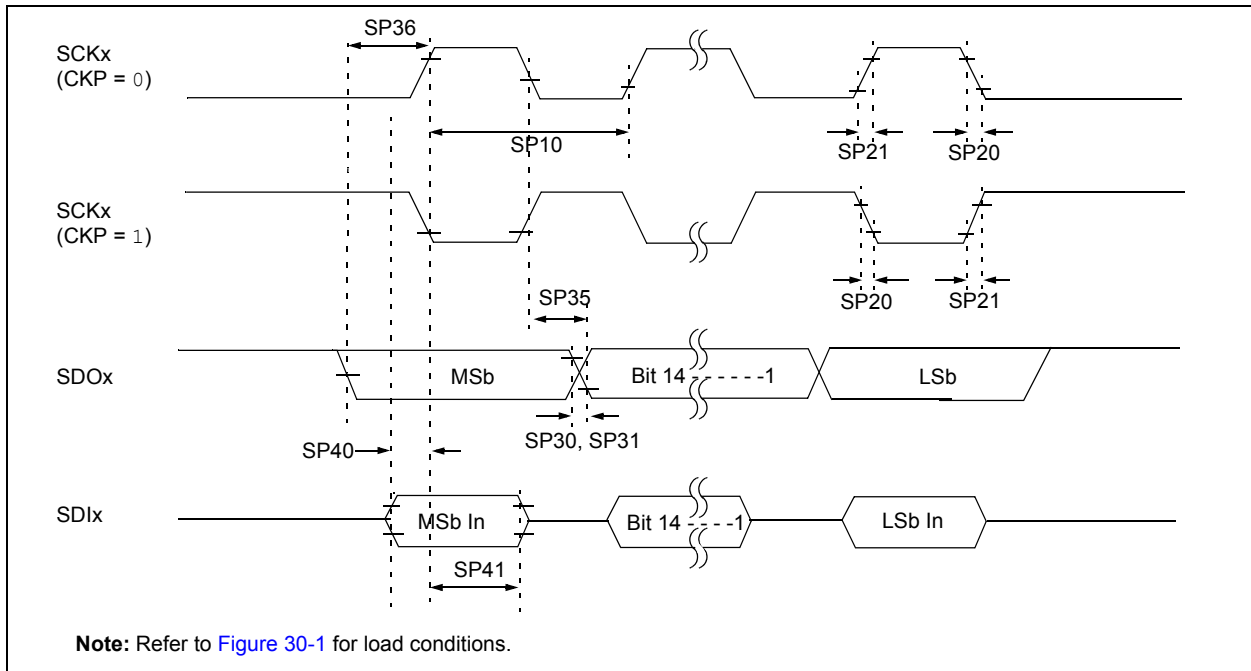 SP36
SCKx
(CKP = 0)
SP10
SP21
SP20
SCKx
(CKP = 1)
SP35
SP20
SP21
SDOx
MSb
Bit 14 - - - - - -1
LSb
SP40
SP30, SP31
SDIx
MSb In
Bit 14 - - - -1
LSb In
SP41
Note: Refer to Figure 30-1 for load conditions.